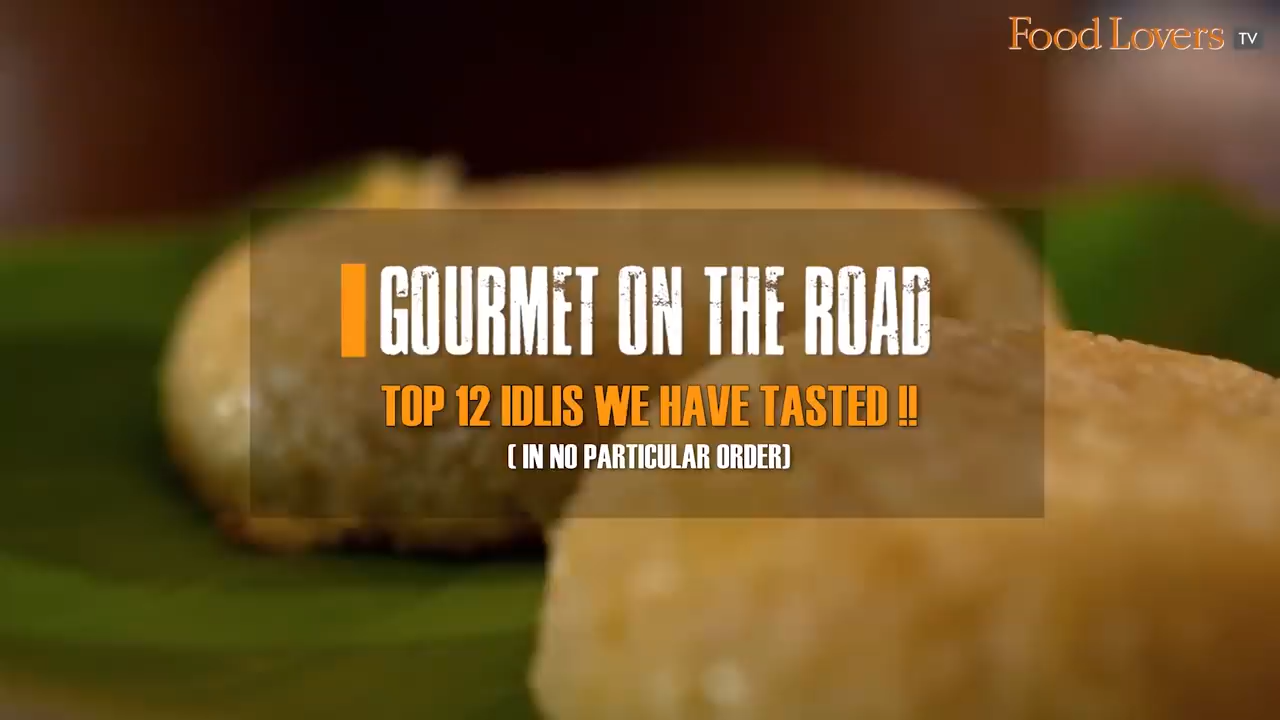 Food Lovers TV
GOURMET ON THE ROAD
TOP 12 IDLIS WE HAVE TASTED !!
( IN NO PARTICULAR ORDER)